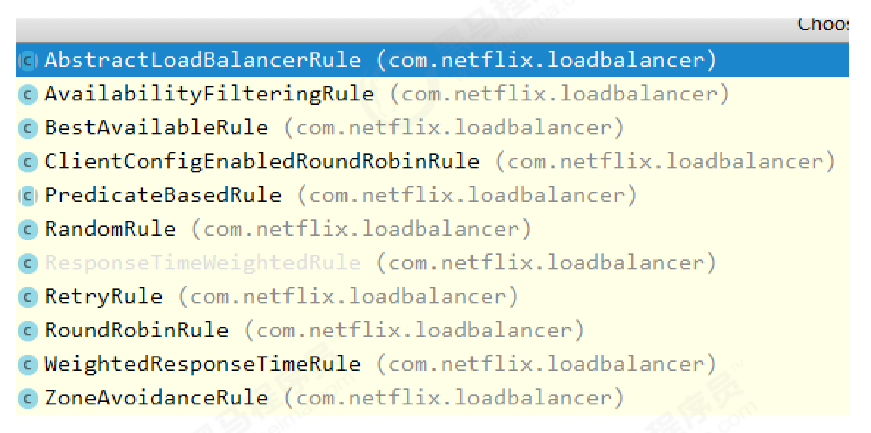 Choo
AbstractLoadBalancerRule (com.netflix.loadbalancer)
AvailabilityFilteringRule (com.netflix.loadbalancer)
BestAvailableRule (com.netflix.loadbalancer)
ClientConfigEnabledRoundRobinRule (com.netflix.loadbalancer)
PredicateBasedRule (com.netflix.loadbalancer)
RandomRule (com.netflix.loadbalancer)
ResponseTimeWeightedRule (com.netflix.loadbalancer)
RetryRule (com.netflix.loadbalancer)
RoundRobinRule (com.netflix.loadbalancer)
WeightedResponseTimeRule (com.netflix.loadbalancer)
ZoneAvoidanceRule (com.netflix.loadbalancer)